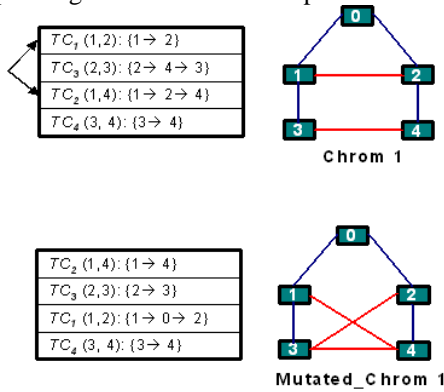 TC1 (1,2): {1→ 2}
TC3 (2,3): {2→ 4→ 3}
TC2 (1,4): {1→ 2→ 4}
TC4 (3, 4): {3→ 4}
0
1
2
3
4
Chrom 1
TC2 (1,4): {1→ 4}
TC3 (2,3): {2→ 3}
TC1 (1,2): {1→ 0→ 2}
TC4 (3, 4): {3→ 4}
0
1
2
3
4
Mutated_Chrom 1